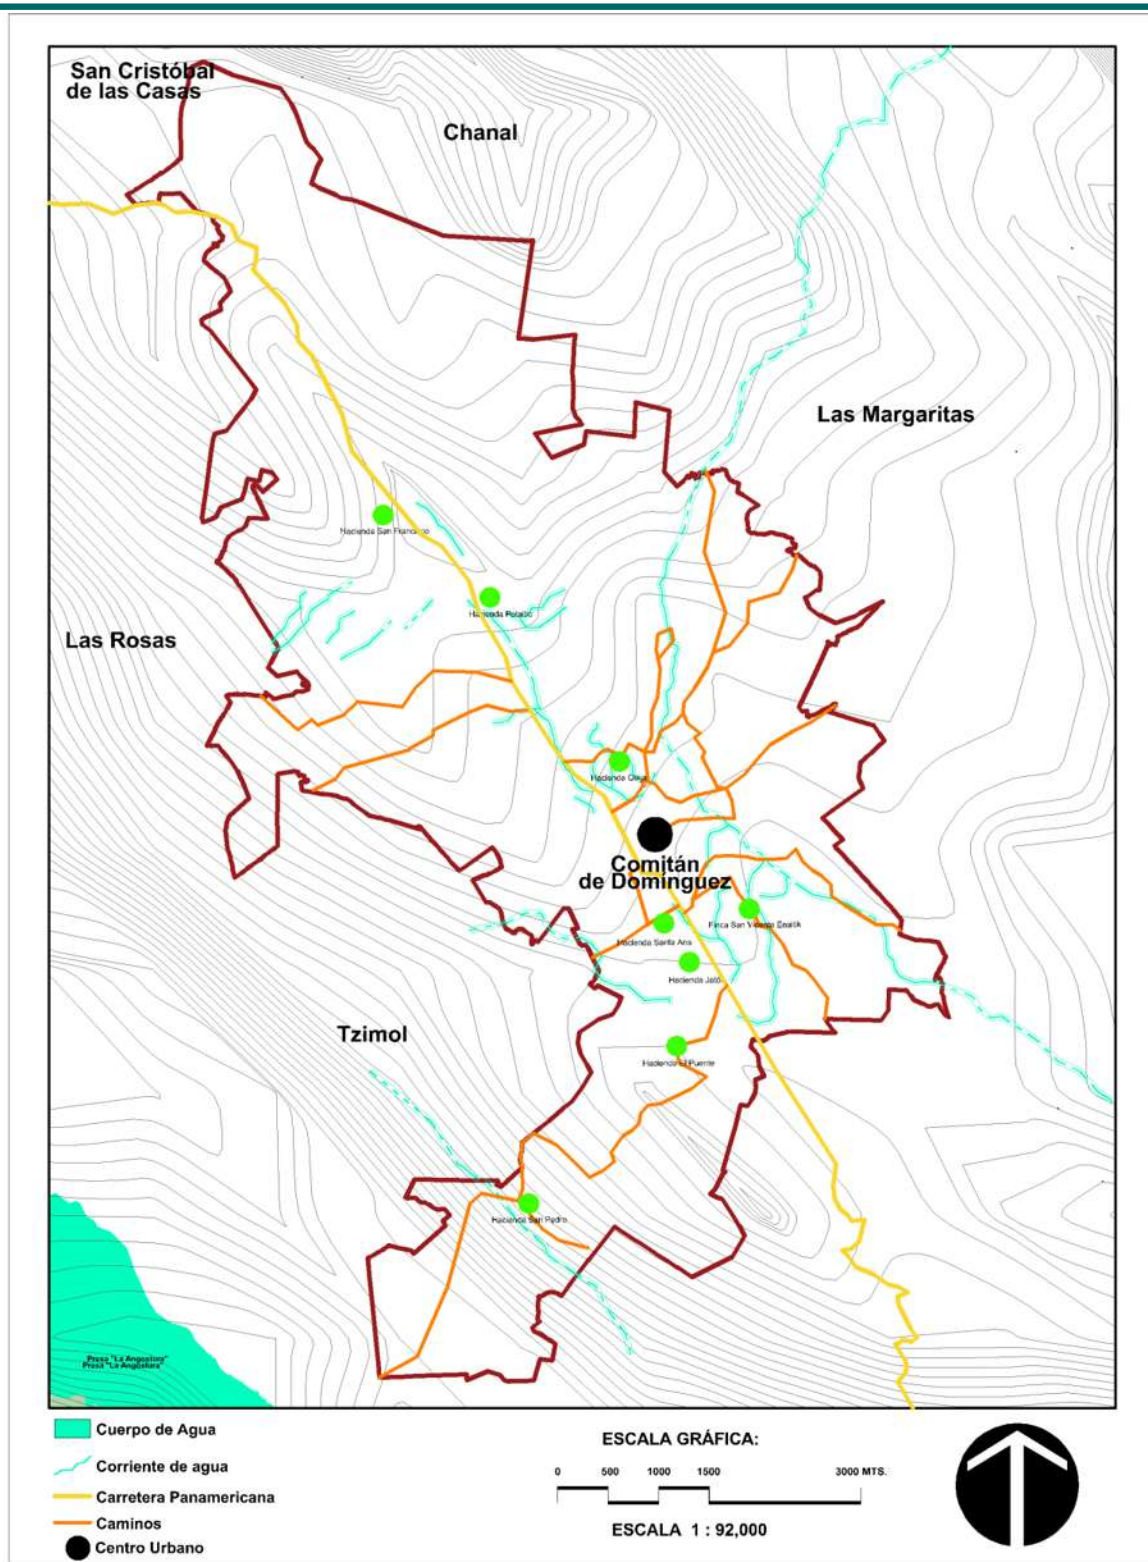 San Cristóbal
de las Casas
Chanal
Las Margaritas
Hacienda San Francisco
Hacienda
Las Rosas
Hacienda
Comitán
de Domínguez
Finca San Vicente
Hacienda Santa Ana
Hacienda
Tzimol
Hacienda El Puente
Hacienda San Pedro
Presa "La Angostura"
Presa "La Angostura"
Cuerpo de Agua
Corriente de agua
Carretera Panamericana
Caminos
Centro Urbano
ESCALA GRÁFICA:
0 500 1000 1500 3000 MTS.
ESCALA 1 : 92,000